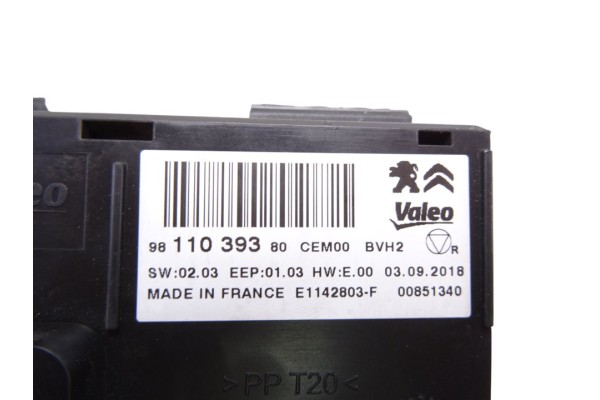 Valeo
Valeo
98 110 393 80 CEM00 BVH2 R
SW:02.03 EEP:01.03 HW:E.00 03.09.2018
MADE IN FRANCE E1142803-F 00851340
>PP T20<